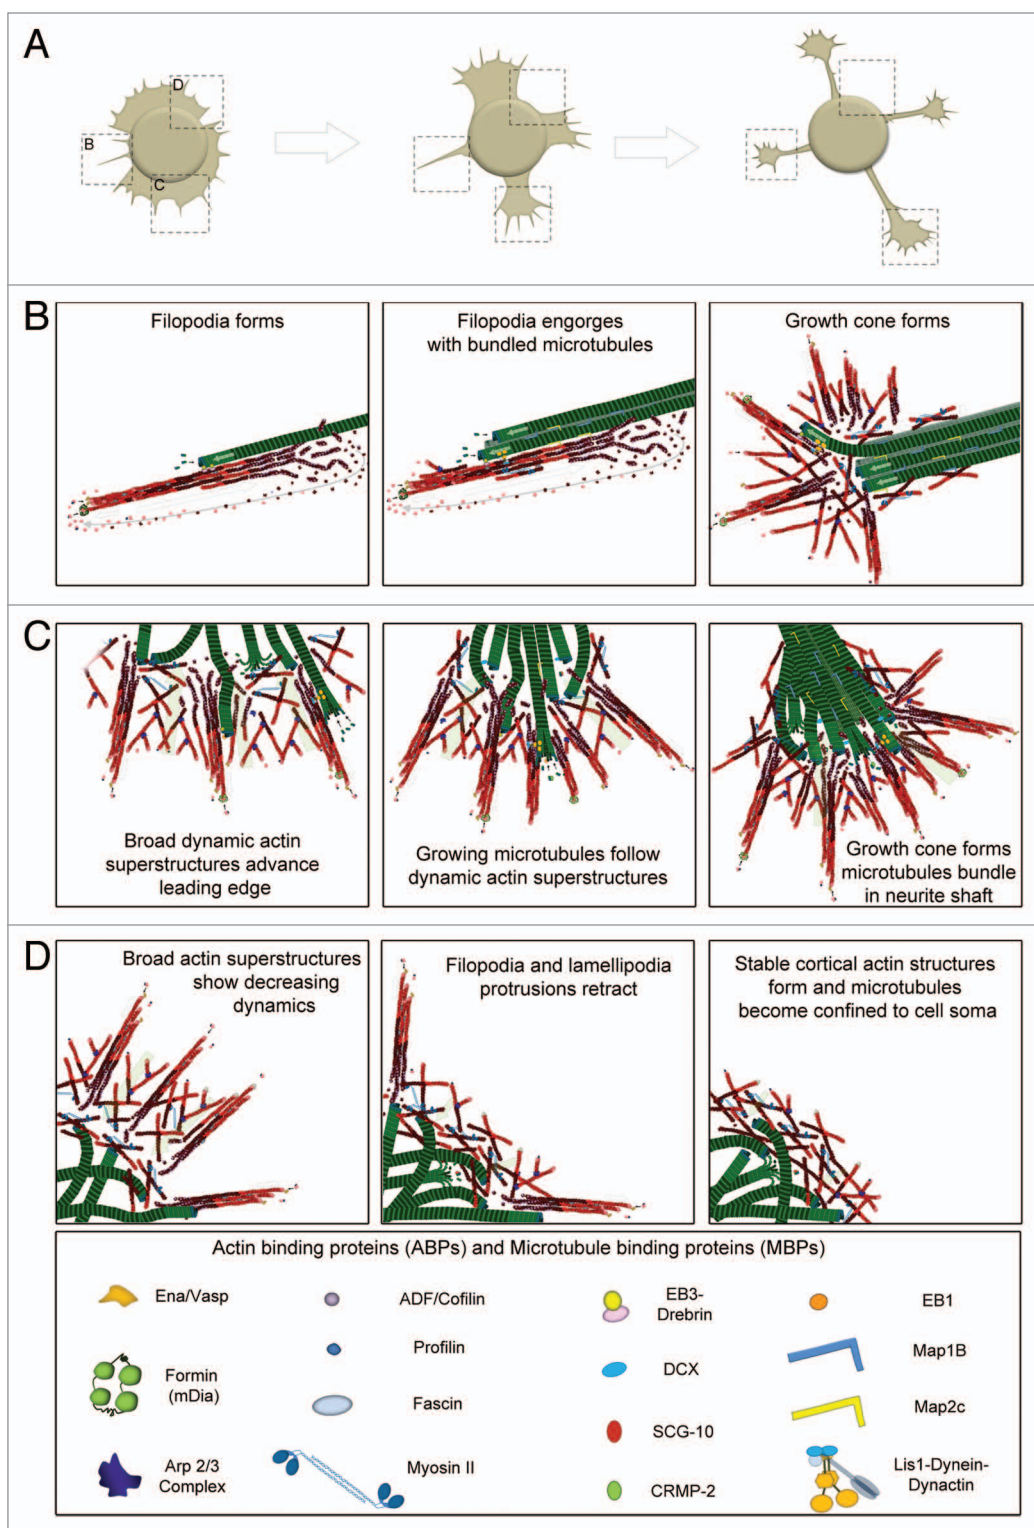 A
D
B
C
B
Filopodia forms
Filopodia engorges
with bundled microtubules
Growth cone forms
C
Broad dynamic actin
superstructures advance
leading edge
Growing microtubules follow
dynamic actin superstructures
Growth cone forms
microtubules bundle
in neurite shaft
D
Broad actin superstructures
show decreasing
dynamics
Filopodia and lamellipodia
protrusions retract
Stable cortical actin structures
form and microtubules
become confined to cell soma
Actin binding proteins (ABPs) and Microtubule binding proteins (MBPs)
Ena/Vasp
Formin
(mDia)
Arp 2/3
Complex
ADF/Cofilin
Profilin
Fascin
Myosin II
EB3-
Drebrin
DCX
SCG-10
CRMP-2
EB1
Map1B
Map2c
Lis1-Dynein-
Dynactin